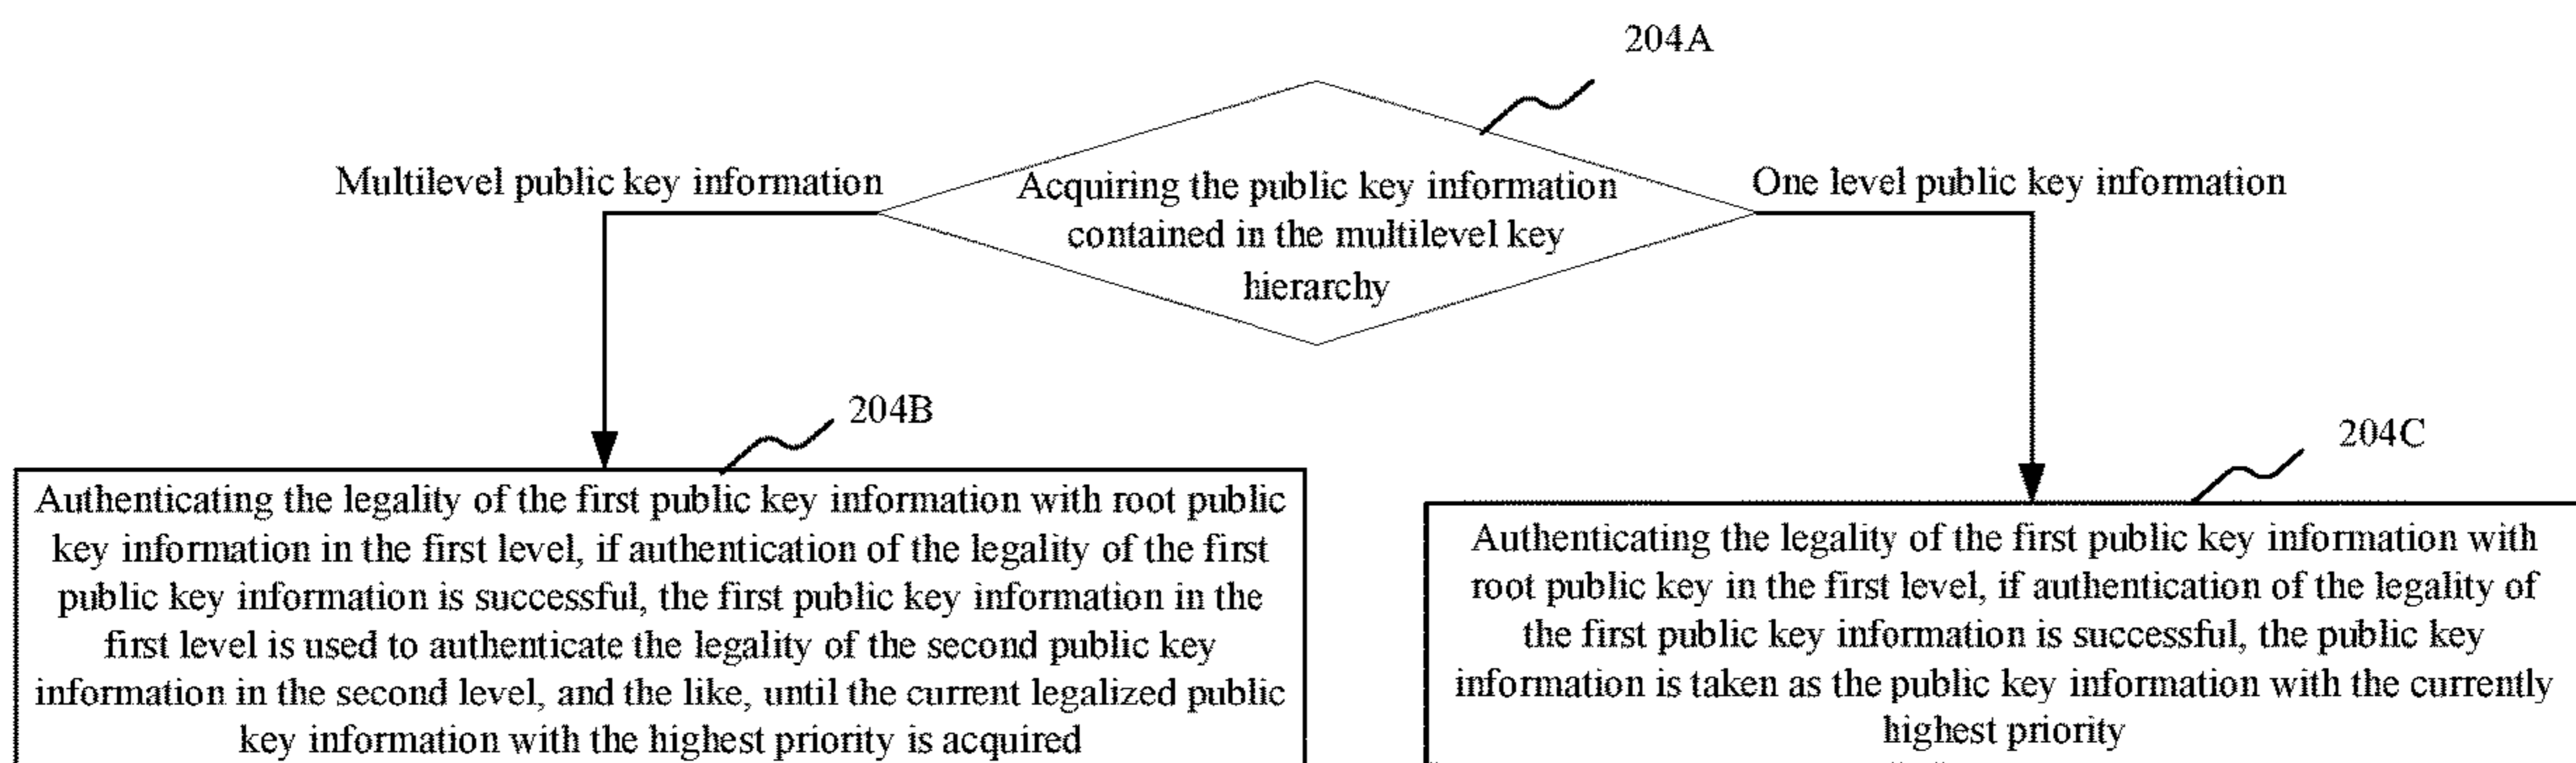 204A
Multilevel public key information
Acquiring the public key information
contained in the multilevel key
hierarchy
One level public key information
204B
Authenticating the legality of the first public key information with root public
key information in the first level, if authentication of the legality of the first
public key information is successful, the first public key information in the
first level is used to authenticate the legality of the second public key
information in the second level, and the like, until the current legalized public
key information with the highest priority is acquired
204C
Authenticating the legality of the first public key information with
root public key in the first level, if authentication of the legality of
the first public key information is successful, the public key
information is taken as the public key information with the currently
highest priority